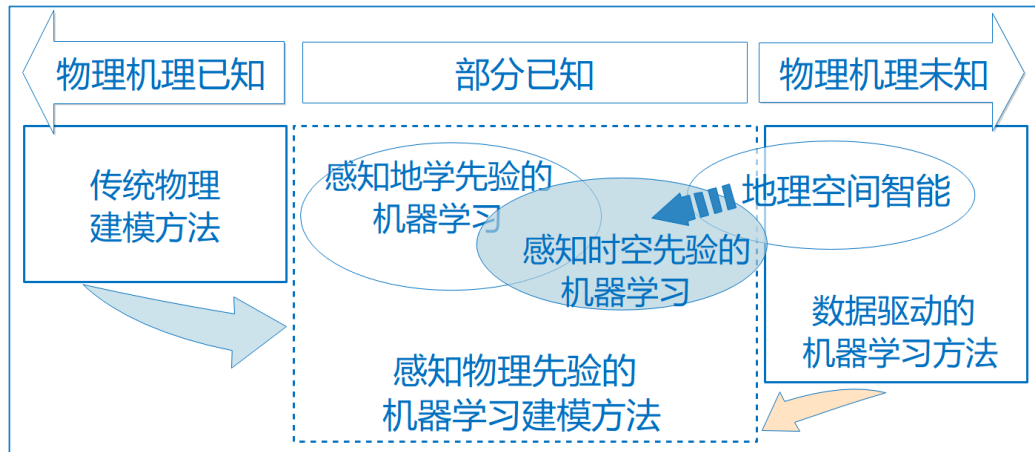 物理机理已知
部分已知
物理机理未知
传统物理
建模方法
感知地学先验的
机器学习
地理空间智能
感知时空先验的
机器学习
数据驱动的
机器学习方法
感知物理先验的
机器学习建模方法